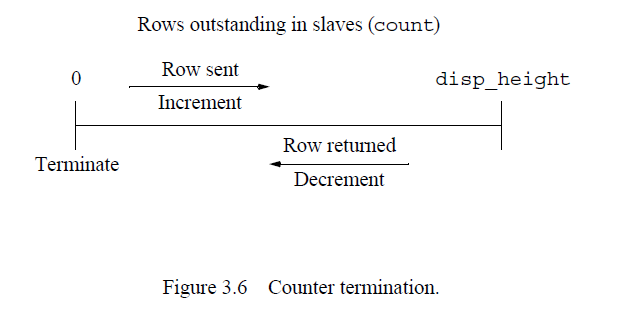 Rows outstanding in slaves (count)
0
Row sent
disp_height
Increment
Row returned
Terminate
Decrement
Figure 3.6 Counter termination.